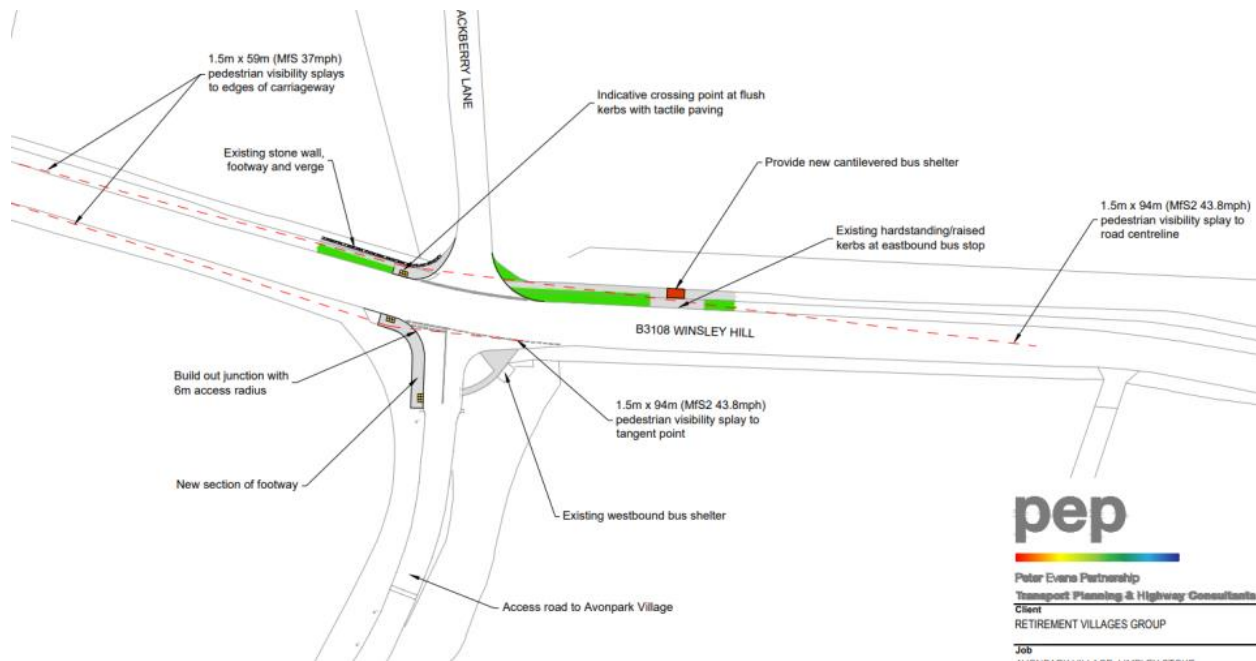 ACKBERRY LANE
1.5m x 59m (MfS 37mph)
pedestrian visibility splays
to edges of carriageway
Indicative crossing point at flush
kerbs with tactile paving
Existing stone wall,
footway and verge
Provide new cantilevered bus shelter
1.5m x 94m (MfS2 43.8mph)
pedestrian visibility splay to
road centreline
Existing hardstanding/raised
kerbs at eastbound bus stop
B3108 WINSLEY HILL
Build out junction with
6m access radius
1.5m x 94m (MfS2 43.8mph)
pedestrian visibility splay to
tangent point
New section of footway
Existing westbound bus shelter
Access road to Avonpark Village
pep
Peter Evans Partnership
Transport Planning & Highway Consultants
Client
RETIREMENT VILLAGES GROUP
Job